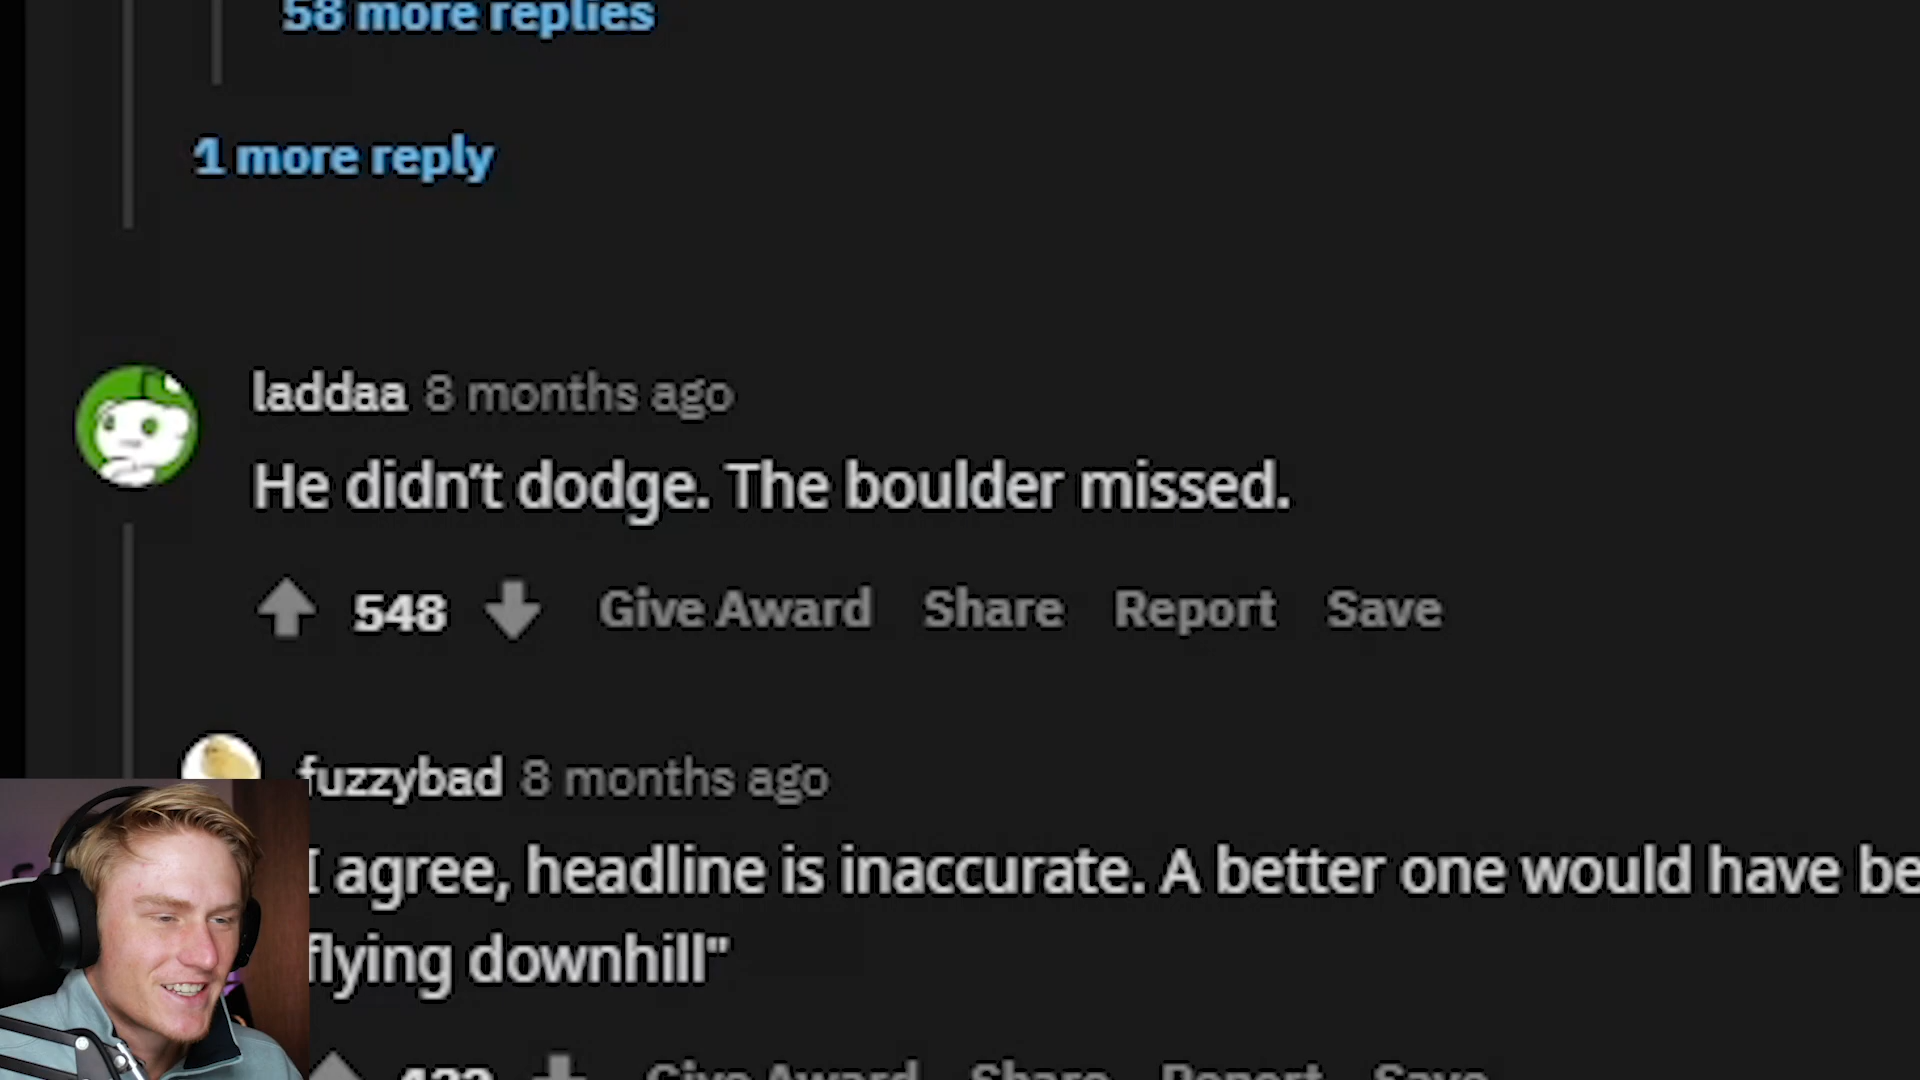 58 more replies
1 more reply
laddaa 8 months ago
He didn't dodge. The boulder missed.
548 Give Award Share Report Save
fuzzybad 8 months ago
I agree, headline is inaccurate. A better one would have be
flying downhill"
Give Award Share Report Save